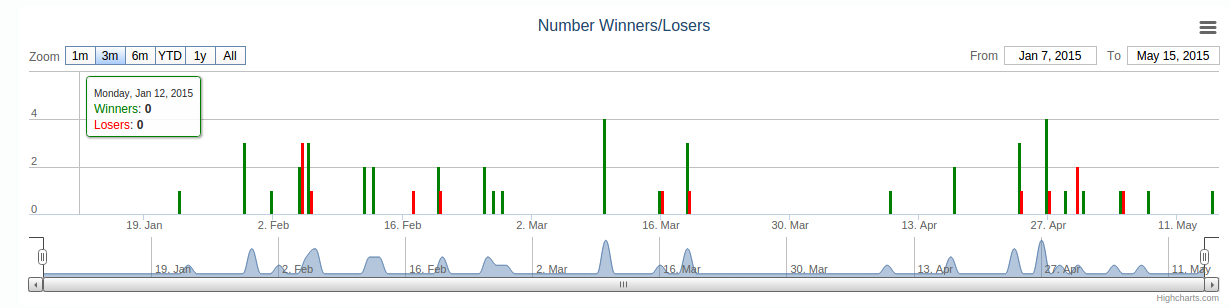 Number Winners/Losers
Zoom 1m 3m 6m YTD 1y All From Jan 7, 2015 To May 15, 2015
Monday, Jan 12, 2015
Winners: 0
Losers: 0
4
2
0
19. Jan 2. Feb 16. Feb 2. Mar 16. Mar 30. Mar 13. Apr 27. Apr 11. May
19. Jan 2. Feb 16. Feb 2. Mar 16. Mar 30. Mar 13. Apr 27. Apr 11. May
Highcharts.com